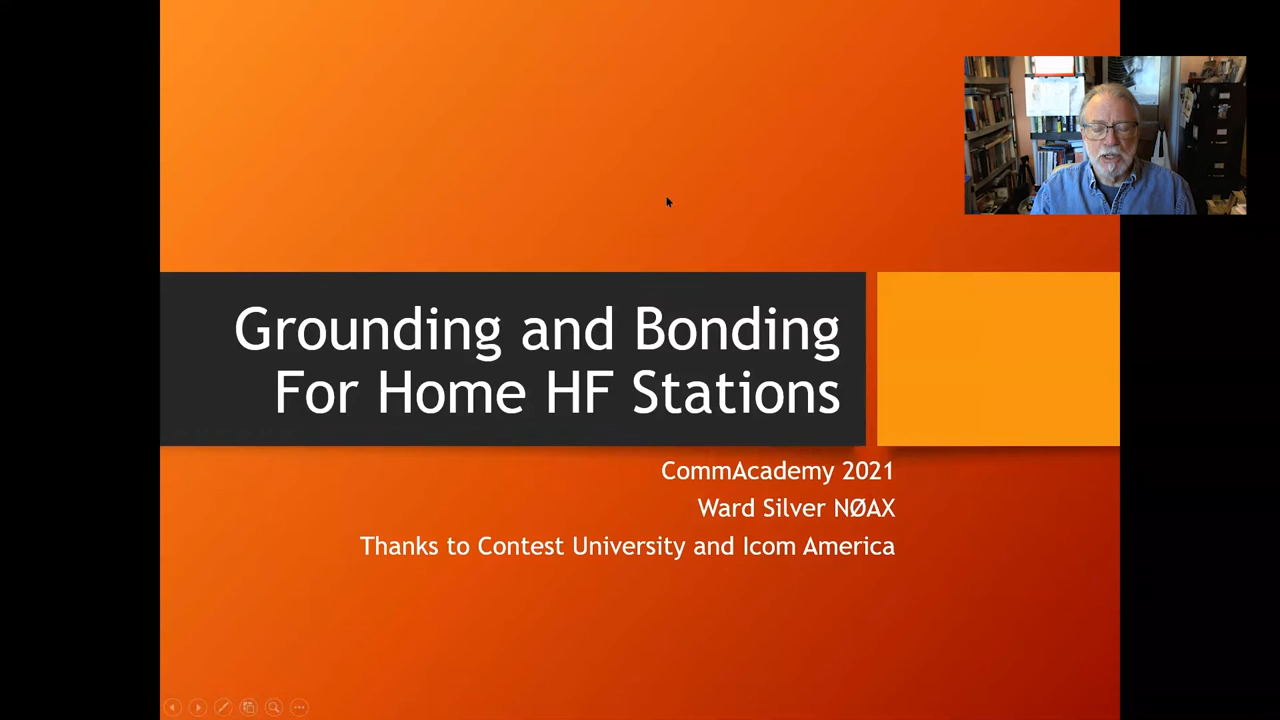 Grounding and Bonding
For Home HF Stations
CommAcademy 2021
Ward Silver NØAX
Thanks to Contest University and Icom America